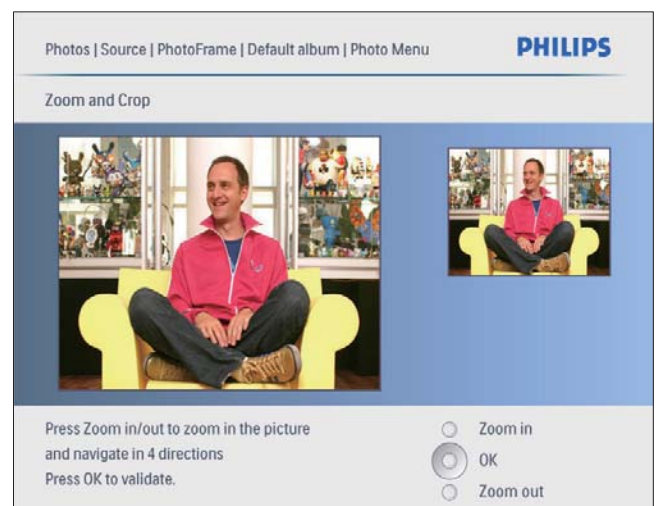 Photos | Source | PhotoFrame | Default album | Photo Menu
PHILIPS
Zoom and Crop
Press Zoom in/out to zoom in the picture
and navigate in 4 directions
Press OK to validate.
Zoom in
OK
Zoom out